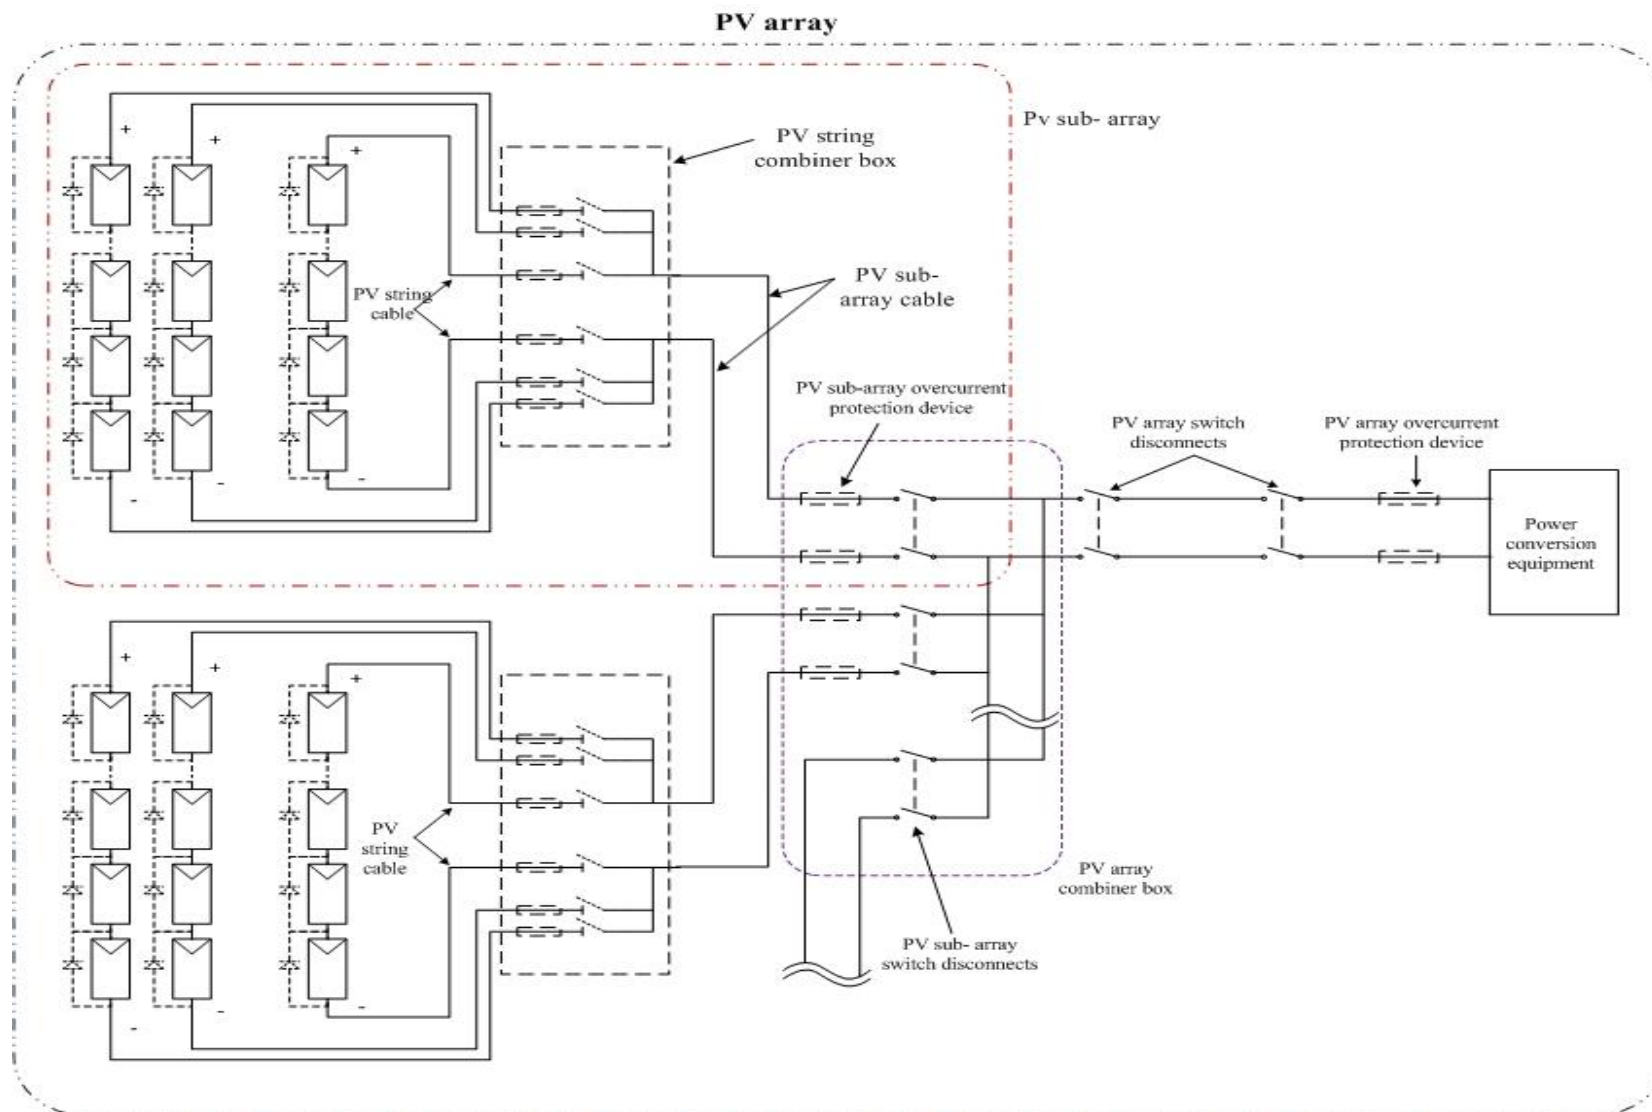 PV array
Pv sub- array
PV string
combiner box
+
+
+
PV string
cable
PV sub-
array cable
PV sub-array overcurrent
protection device
PV array switch
disconnects
PV array overcurrent
protection device
-
-
-
Power
conversion
equipment
+
+
+
PV
string
cable
PV array
combiner box
PV sub- array
switch disconnects
-
-
-